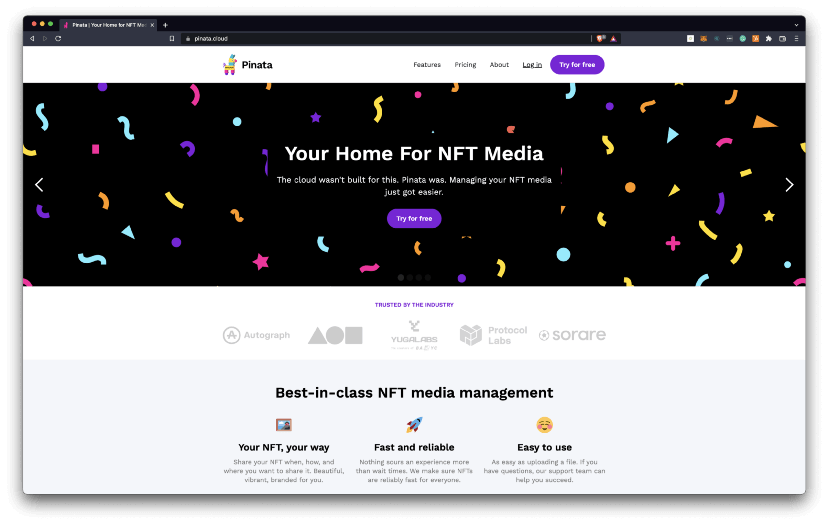 Pinata | Your Home for NFT Me
pinata.cloud
Pinata
Features Pricing About Log in Try for free
Your Home For NFT Media
The cloud wasn't built for this. Pinata was. Managing your NFT media
just got easier.
Try for free
TRUSTED BY THE INDUSTRY
Autograph
YUGALABS
Protocol
Labs
sorare
Best-in-class NFT media management
Your NFT, your way
Share your NFT when, how, and
where you want to share it. Beautiful,
vibrant, branded for you.
Fast and reliable
Nothing sours an experience more
than wait times. We make sure NFTs
are reliably fast for everyone.
Easy to use
As easy as uploading a file. If you
have questions, our support team can
help you succeed.